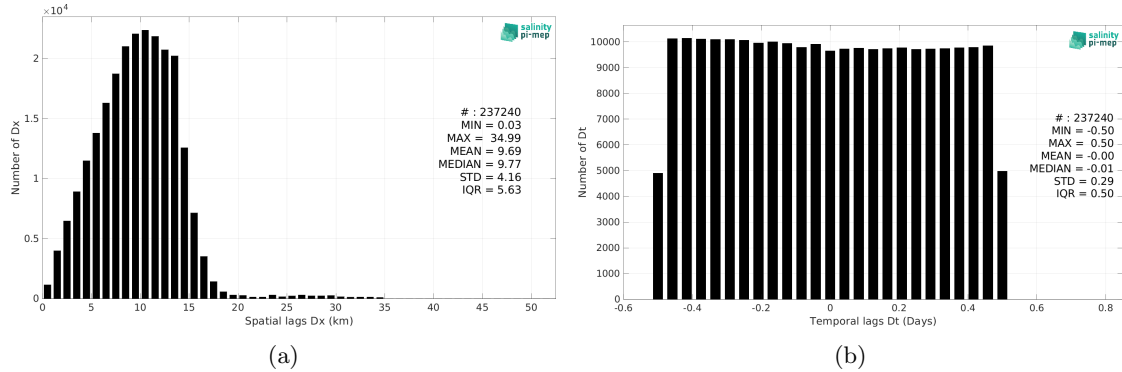 ×10⁴
2
1.5
1
0.5
0
Number of Dx
salinity
pi-mep
# : 237240
MIN = 0.03
MAX = 34.99
MEAN = 9.69
MEDIAN = 9.77
STD = 4.16
IQR = 5.63
0 5 10 15 20 25 30 35 40 45 50
Spatial lags Dx (km)
(a)
10000
9000
8000
7000
6000
5000
4000
3000
2000
1000
0
Number of Dt
salinity
pi-mep
# : 237240
MIN = -0.50
MAX = 0.50
MEAN = -0.00
MEDIAN = -0.01
STD = 0.29
IQR = 0.50
-0.6 -0.4 -0.2 0 0.2 0.4 0.6 0.8
Temporal lags Dt (Days)
(b)